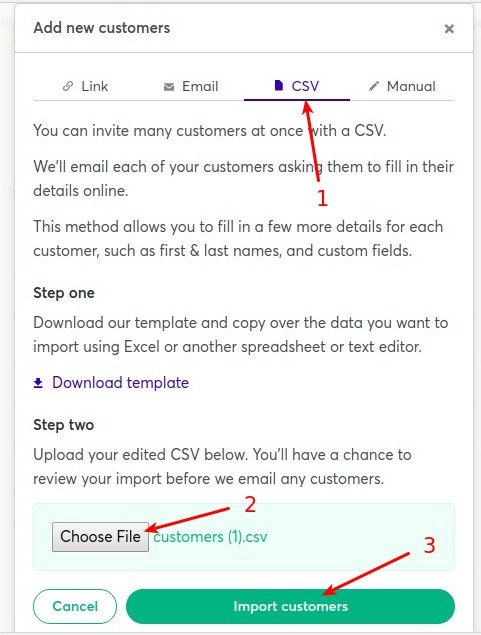 Add new customers ×
Link Email CSV Manual
You can invite many customers at once with a CSV.
We'll email each of your customers asking them to fill in their
details online.
1
This method allows you to fill in a few more details for each
customer, such as first & last names, and custom fields.
Step one
Download our template and copy over the data you want to
import using Excel or another spreadsheet or text editor.
Download template
Step two
Upload your edited CSV below. You'll have a chance to
review your import before we email any customers.
2
Choose File customers (1).csv
3
Cancel Import customers